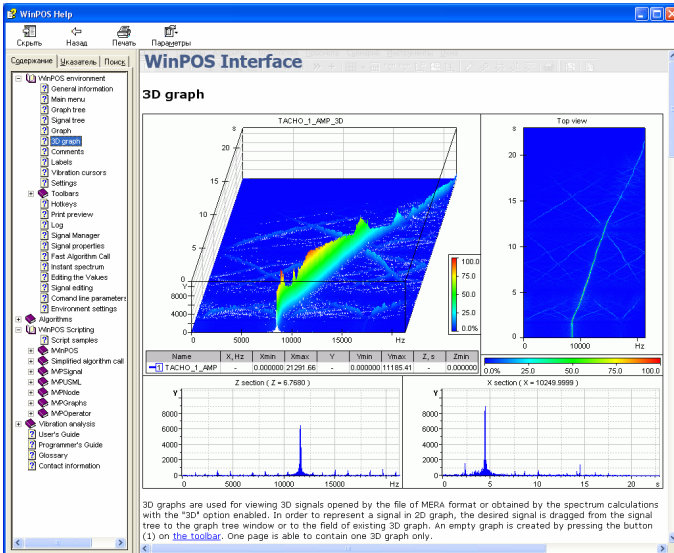 WinPOS Help
Скрыть Назад Печать Параметры
Содержание Указатель Поиск
WinPOS environment
General information
Main menu
Graph tree
Signal tree
Graph
3D graph
Comments
Labels
Vibration cursors
Settings
Toolbars
Hotkeys
Print preview
Log
Signal Manager
Signal properties
Fast Algorithm Call
Instant spectrum
Editing the Values
Signal editing
Comand line parameters
Environment settings
Algorithms
WinPOS Scripting
Script samples
IWinPOS
Simplified algorithm call
IWPSignal
IWPUSML
IWPNode
IWPGraphs
IWPOperator
Vibration analysis
User's Guide
Programmer's Guide
Glossary
Contact information
WinPOS Interface
3D graph
TACHO_1_AMP_3D
s
20
15
10
5
0
Y
8000
4000
0
0 5000 10000 15000 Hz
100.0
75.0
50.0
25.0
0.0%
Top view
s
20
15
10
5
0
0 10000 Hz
Name X, Hz Xmin Xmax Y Ymin Ymax Z, s Zmin
1 TACHO_1_AMP - 0.000000 21291.66 - 0.000000 11185.41 - 0.000000
0.0% 25.0 50.0 75.0 100.0
Z section ( Z = 6.7680 )
Y
8000
6000
4000
2000
0
0 5000 10000 15000 Hz
X section ( X = 10249.9999 )
Y
8000
6000
4000
2000
0
0 5 10 15 20 s
3D graphs are used for viewing 3D signals opened by the file of MERA format or obtained by the spectrum calculations
with the "3D" option enabled. In order to represent a signal in 2D graph, the desired signal is dragged from the signal
tree to the graph tree window or to the field of existing 3D graph. An empty graph is created by pressing the button
(1) on the toolbar. One page is able to contain one 3D graph only.